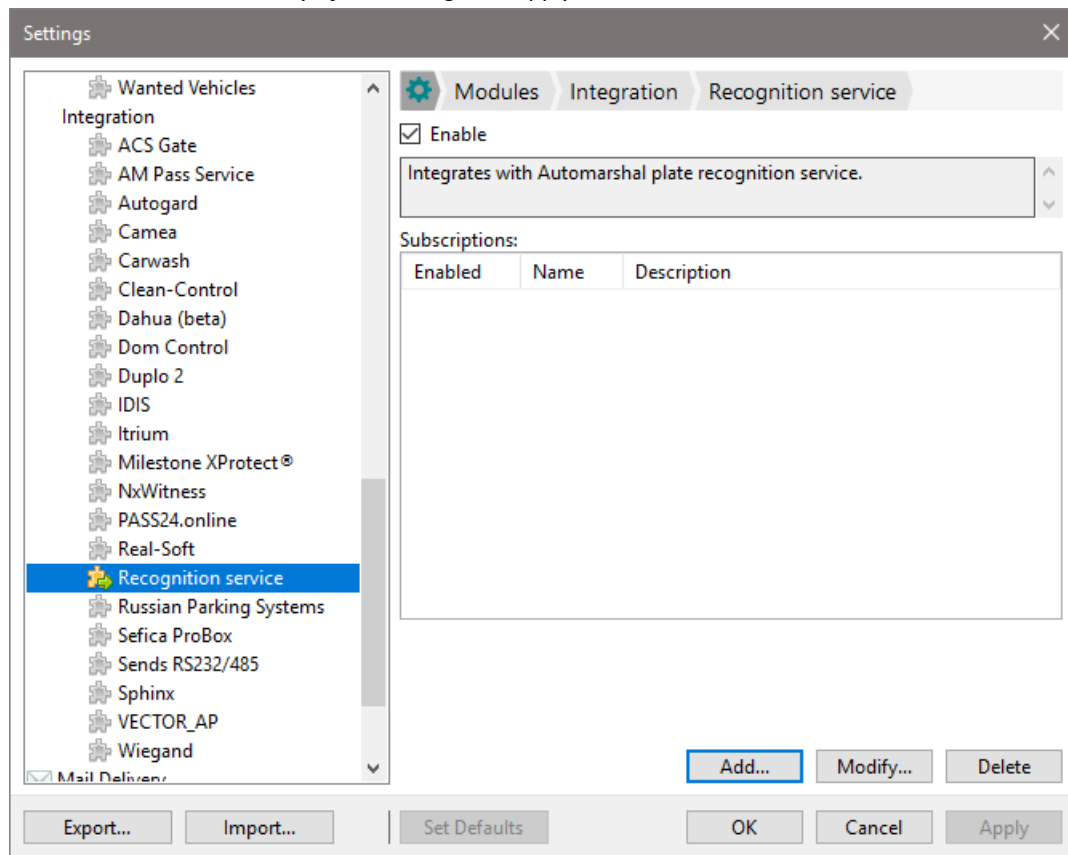 Settings
Wanted Vehicles
Integration
ACS Gate
AM Pass Service
Autogard
Camea
Carwash
Clean-Control
Dahua (beta)
Dom Control
Duplo 2
IDIS
Itrium
Milestone XProtect®
NxWitness
PASS24.online
Real-Soft
Recognition service
Russian Parking Systems
Sefica ProBox
Sends RS232/485
Sphinx
VECTOR_AP
Wiegand
Mail Delivery
Modules Integration Recognition service
Enable
Integrates with Automarshal plate recognition service.
Subscriptions:
Enabled Name Description
Add... Modify... Delete
Export... Import... Set Defaults OK Cancel Apply